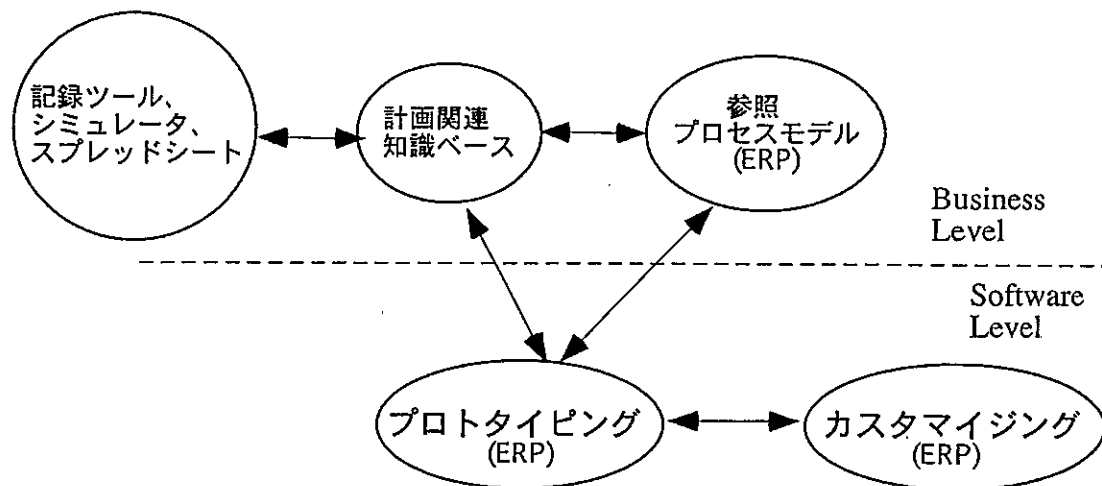 記録ツール、
シミュレータ、
スプレッドシート
計画関連
知識ベース
参照
プロセスモデル
(ERP)
Business
Level
Software
Level
プロトタイピング
(ERP)
カスタマイジング
(ERP)